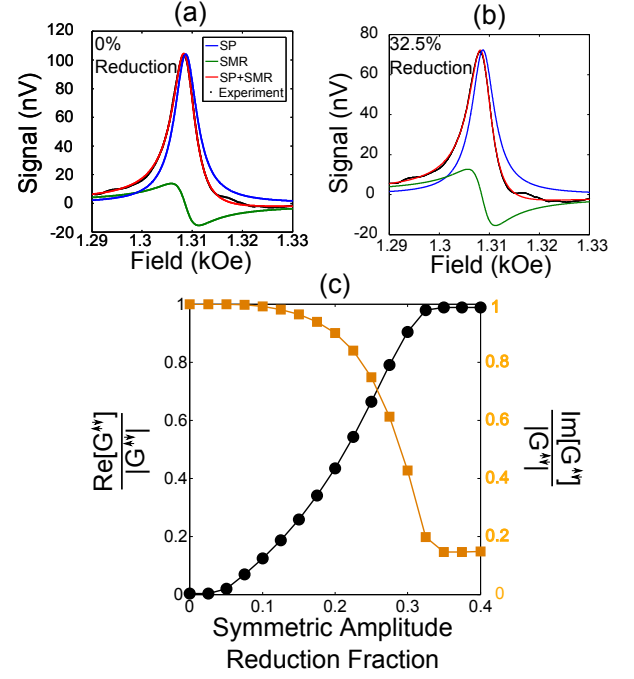 (a)
0%
Reduction
SP
SMR
SP+SMR
Experiment
Signal (nV)
120
100
80
60
40
20
0
-20
1.29
1.3
1.31
1.32
1.33
Field (kOe)
(b)
32.5%
Reduction
Signal (nV)
80
60
40
20
0
-20
1.29
1.3
1.31
1.32
1.33
Field (kOe)
(c)
Re[G]
|G|
1
0.8
0.6
0.4
0.2
0
0
0.1
0.2
0.3
0.4
1
0.8
0.6
0.4
0.2
0
Im[G]
|G|
Symmetric Amplitude
Reduction Fraction